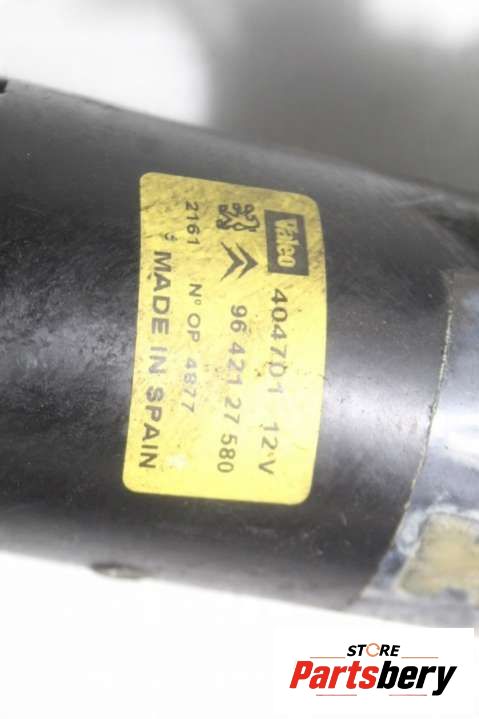 Valeo 404701 12V
96 421 27 580
2161 N° OP 4877
MADE IN SPAIN
STORE
Partsbery